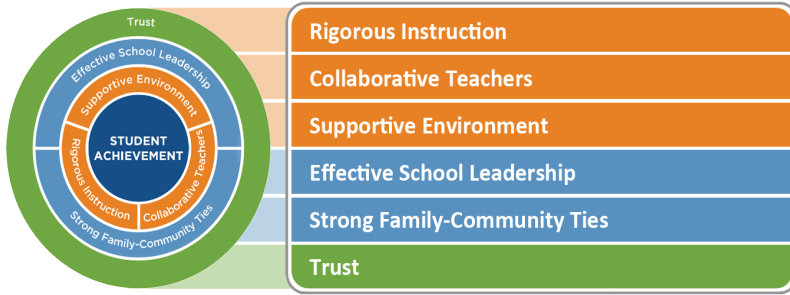 Trust
Effective School Leadership
Supportive Environment
STUDENT
ACHIEVEMENT
Rigorous Instruction
Collaborative Teachers
Strong Family-Community Ties
Rigorous Instruction
Collaborative Teachers
Supportive Environment
Effective School Leadership
Strong Family-Community Ties
Trust